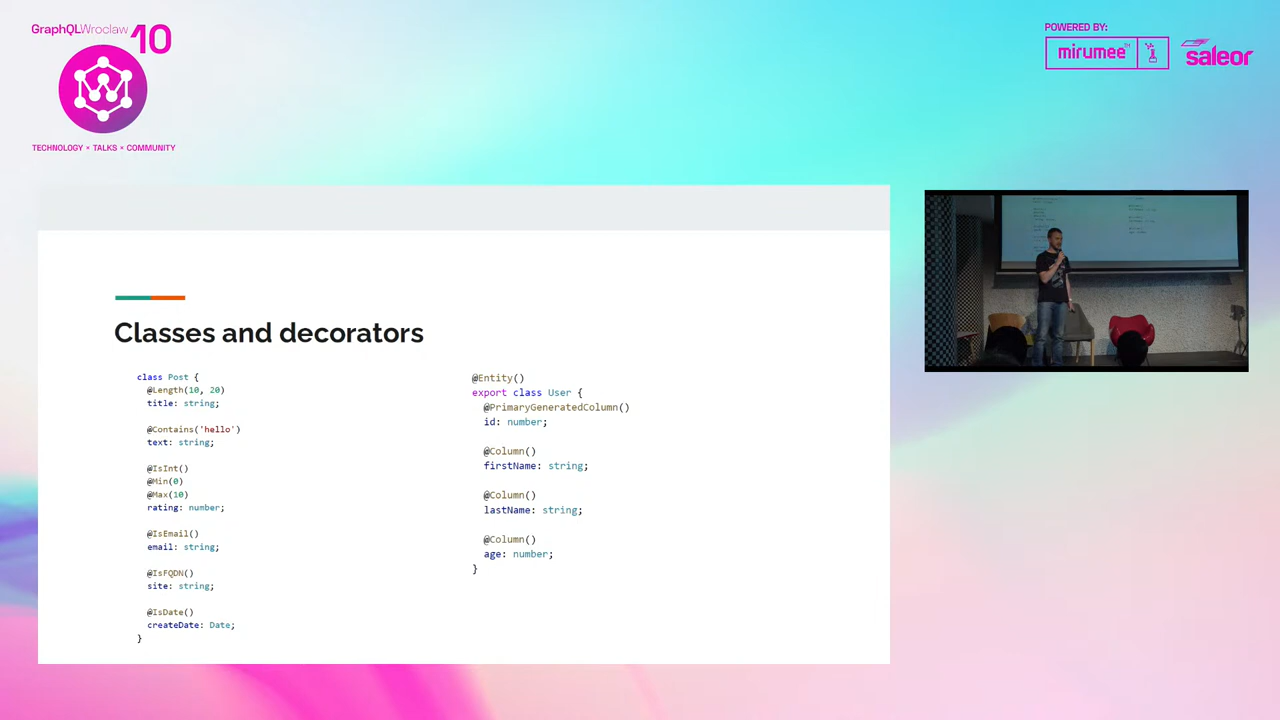 GraphQLWroclaw 10
TECHNOLOGY × TALKS × COMMUNITY
POWERED BY:
mirumee
saleor
Classes and decorators
class Post {
@Length(10, 20)
title: string;
@Contains('hello')
text: string;
@IsInt()
@Min(0)
@Max(10)
rating: number;
@IsEmail()
email: string;
@IsFQDN()
site: string;
@IsDate()
createDate: Date;
}
@Entity()
export class User {
@PrimaryGeneratedColumn()
id: number;
@Column()
firstName: string;
@Column()
lastName: string;
@Column()
age: number;
}